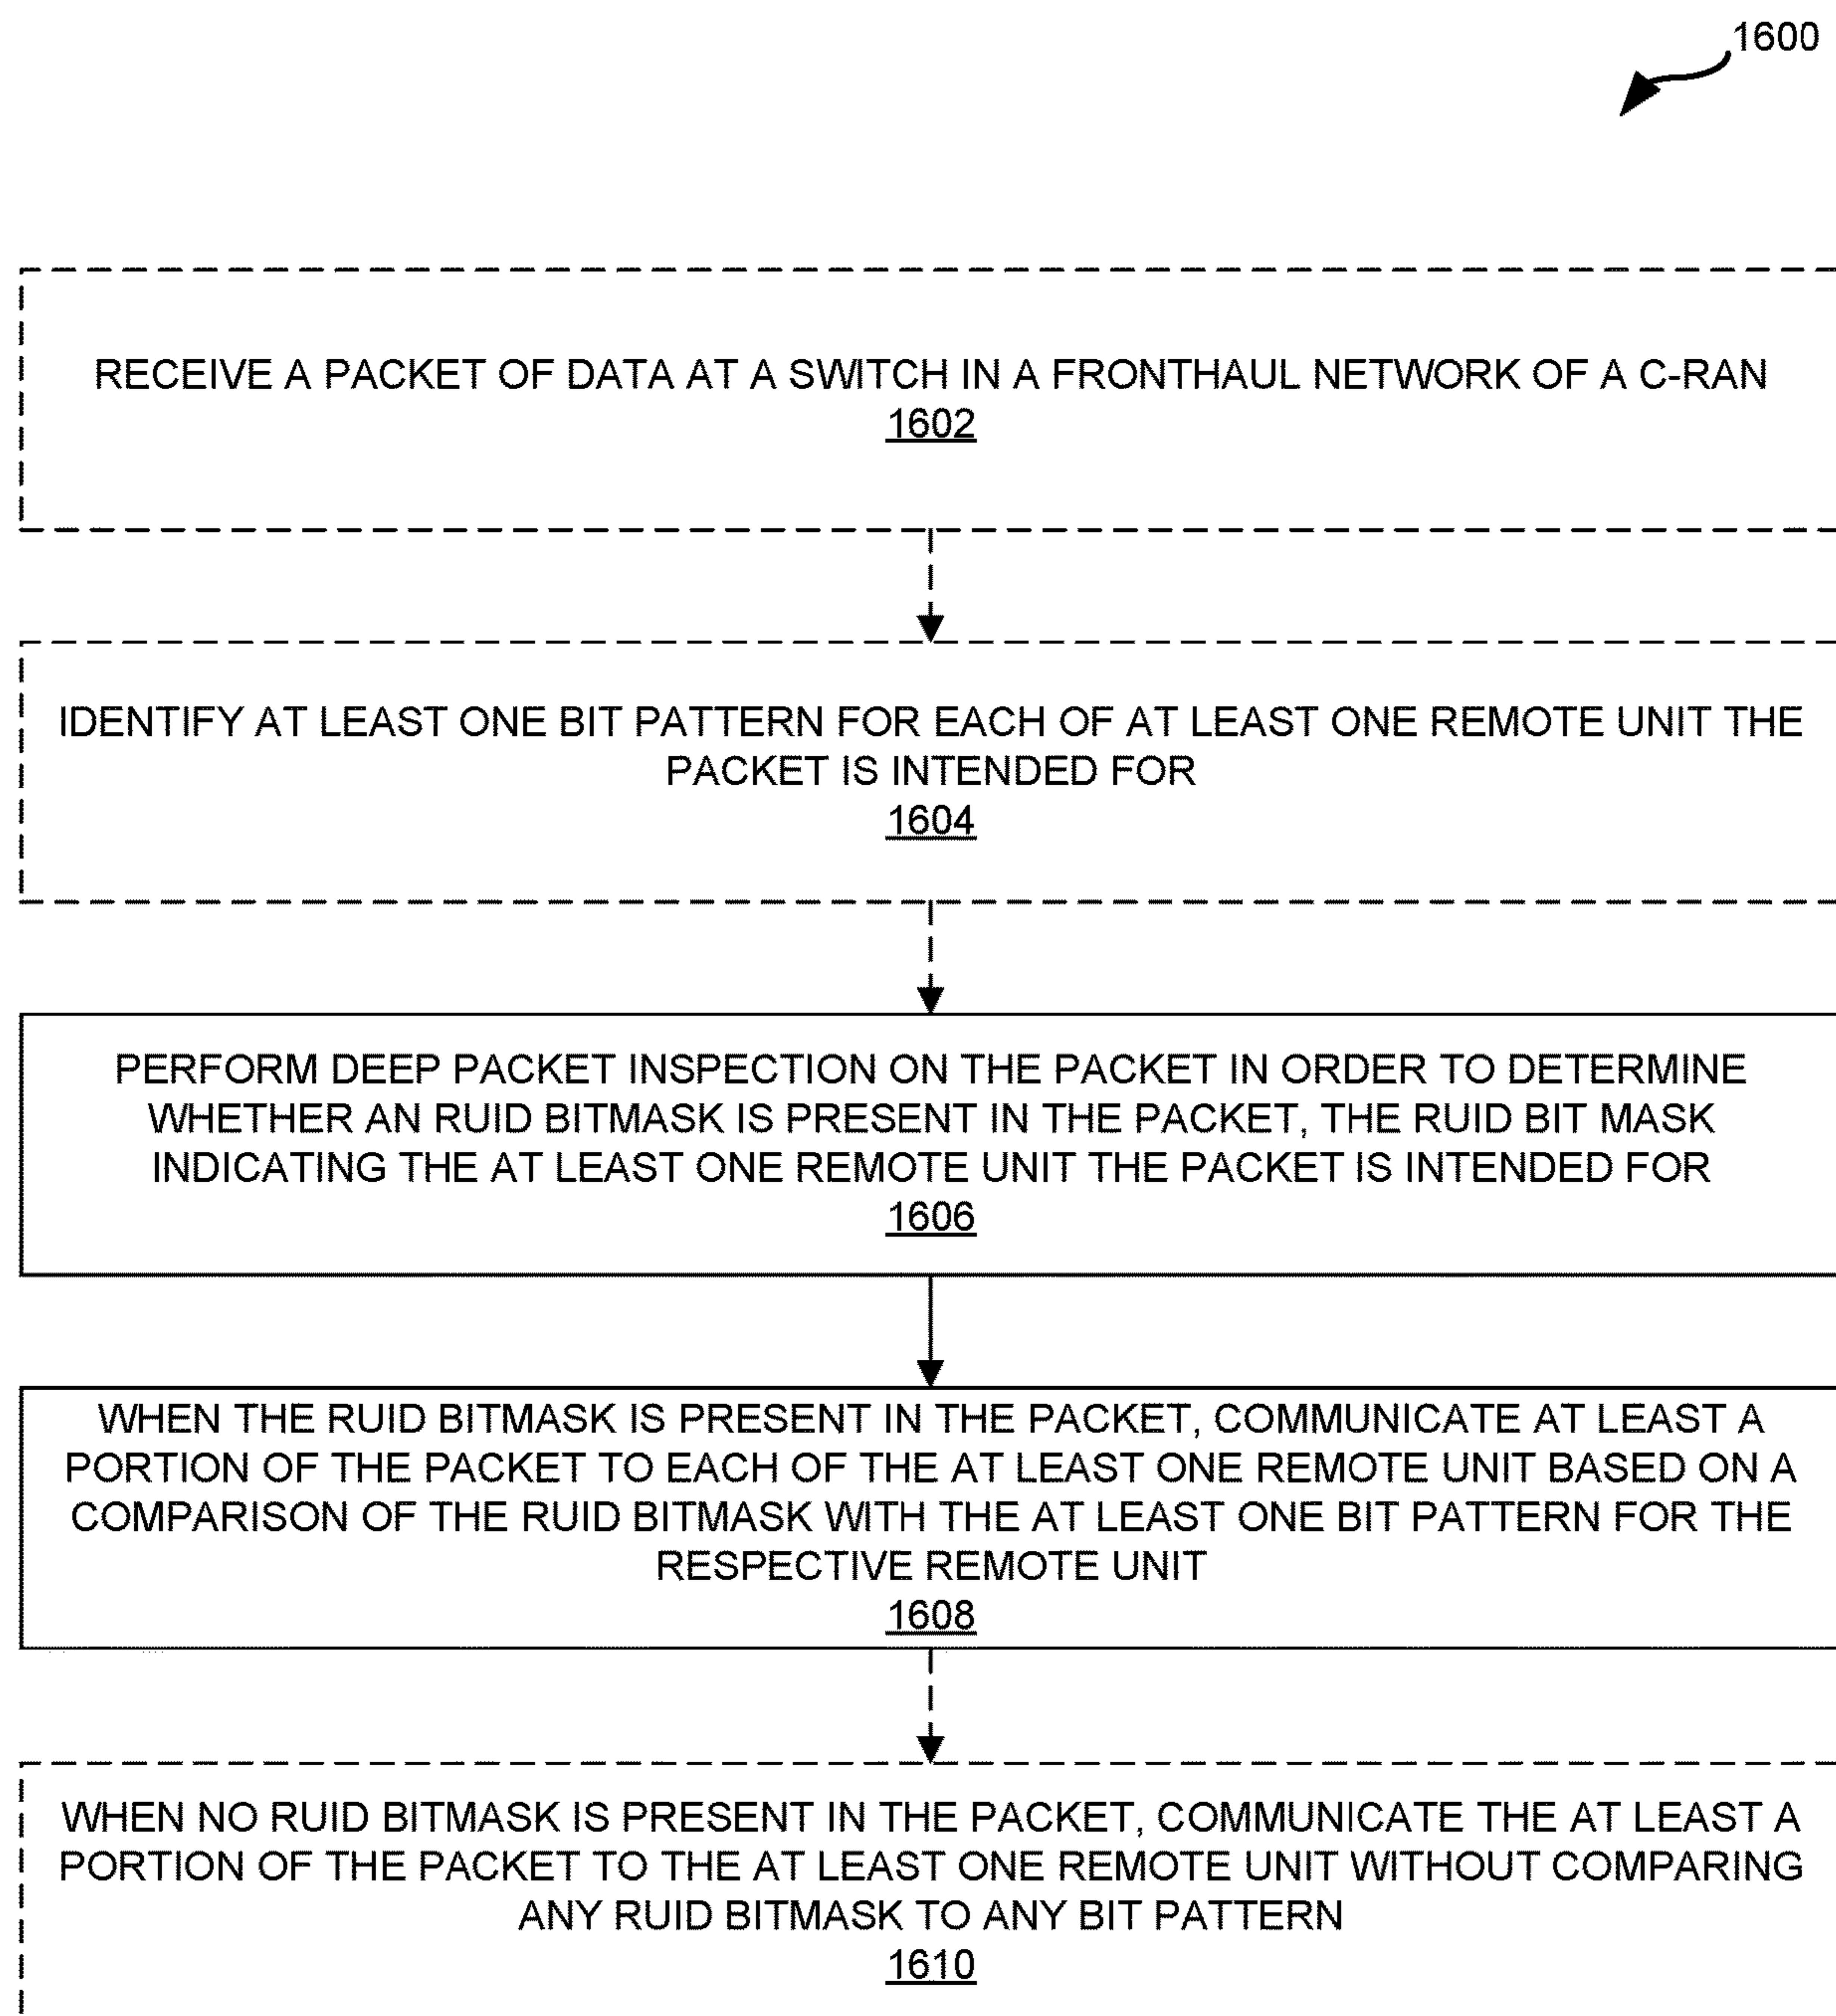 1600
RECEIVE A PACKET OF DATA AT A SWITCH IN A FRONTHAUL NETWORK OF A C-RAN
1602
IDENTIFY AT LEAST ONE BIT PATTERN FOR EACH OF AT LEAST ONE REMOTE UNIT THE
PACKET IS INTENDED FOR
1604
PERFORM DEEP PACKET INSPECTION ON THE PACKET IN ORDER TO DETERMINE
WHETHER AN RUID BITMASK IS PRESENT IN THE PACKET, THE RUID BIT MASK
INDICATING THE AT LEAST ONE REMOTE UNIT THE PACKET IS INTENDED FOR
1606
WHEN THE RUID BITMASK IS PRESENT IN THE PACKET, COMMUNICATE AT LEAST A
PORTION OF THE PACKET TO EACH OF THE AT LEAST ONE REMOTE UNIT BASED ON A
COMPARISON OF THE RUID BITMASK WITH THE AT LEAST ONE BIT PATTERN FOR THE
RESPECTIVE REMOTE UNIT
1608
WHEN NO RUID BITMASK IS PRESENT IN THE PACKET, COMMUNICATE THE AT LEAST A
PORTION OF THE PACKET TO THE AT LEAST ONE REMOTE UNIT WITHOUT COMPARING
ANY RUID BITMASK TO ANY BIT PATTERN
1610